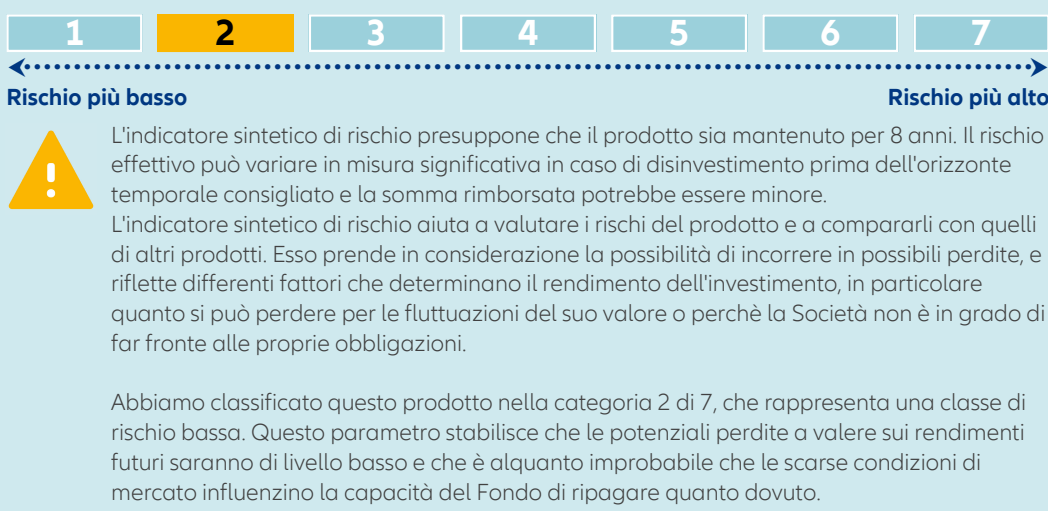 1 2 3 4 5 6 7
Rischio più basso Rischio più alto
L'indicatore sintetico di rischio presuppone che il prodotto sia mantenuto per 8 anni. Il rischio
effettivo può variare in misura significativa in caso di disinvestimento prima dell'orizzonte
temporale consigliato e la somma rimborsata potrebbe essere minore.
L'indicatore sintetico di rischio aiuta a valutare i rischi del prodotto e a compararli con quelli
di altri prodotti. Esso prende in considerazione la possibilità di incorrere in possibili perdite, e
riflette differenti fattori che determinano il rendimento dell'investimento, in particolare
quanto si può perdere per le fluttuazioni del suo valore o perchè la Società non è in grado di
far fronte alle proprie obbligazioni.
Abbiamo classificato questo prodotto nella categoria 2 di 7, che rappresenta una classe di
rischio bassa. Questo parametro stabilisce che le potenziali perdite a valere sui rendimenti
futuri saranno di livello basso e che è alquanto improbabile che le scarse condizioni di
mercato influenzino la capacità del Fondo di ripagare quanto dovuto.